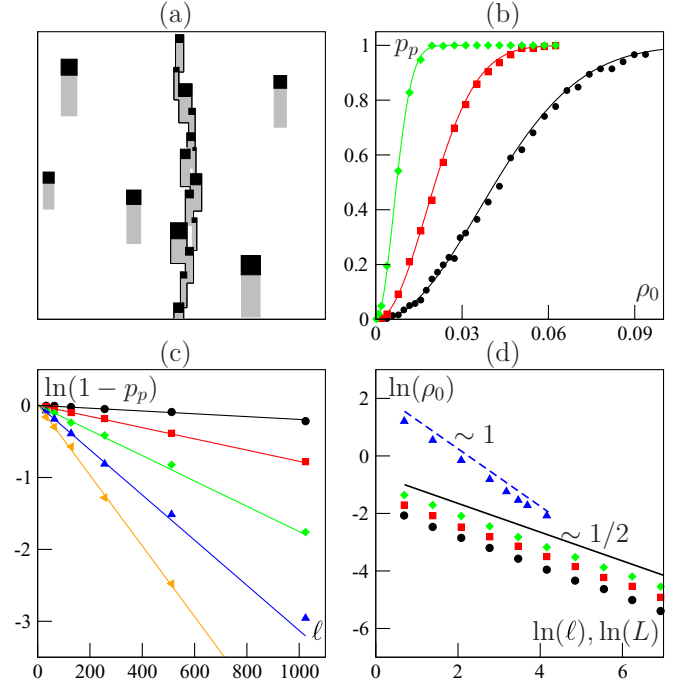 (a)
(b)
p_p
1
0.8
0.6
0.4
0.2
0
0 0.03 0.06 0.09
ρ_0
(c)
ln(1 − p_p)
0
-1
-2
-3
0 200 400 600 800 1000
ℓ
(d)
ln(ρ_0)
2
0
-2
-4
-6
0 2 4 6
∼ 1
∼ 1/2
ln(ℓ), ln(L)